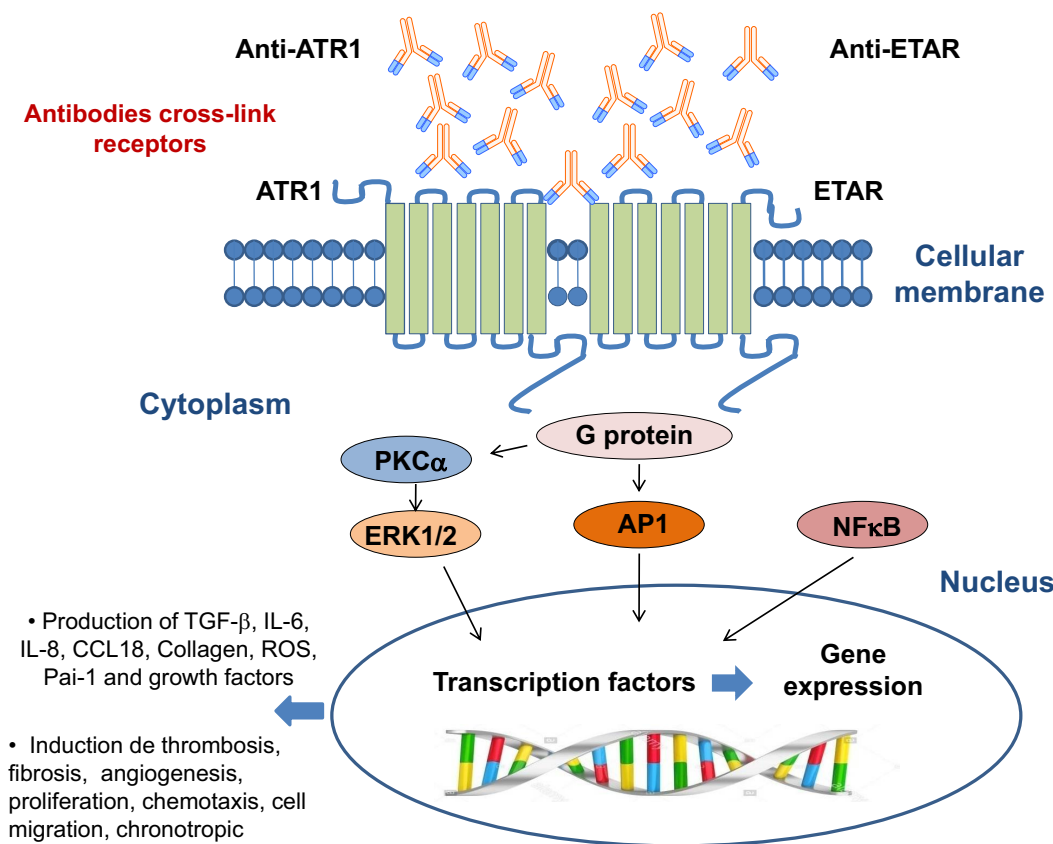 Anti-ATR1
Anti-ETAR
Antibodies cross-link
receptors
ATR1
ETAR
Cellular
membrane
Cytoplasm
G protein
PKCα
ERK1/2
AP1
NFκB
Nucleus
• Production of TGF-β, IL-6,
IL-8, CCL18, Collagen, ROS,
Pai-1 and growth factors
Transcription factors
Gene
expression
• Induction de thrombosis,
fibrosis, angiogenesis,
proliferation, chemotaxis, cell
migration, chronotropic